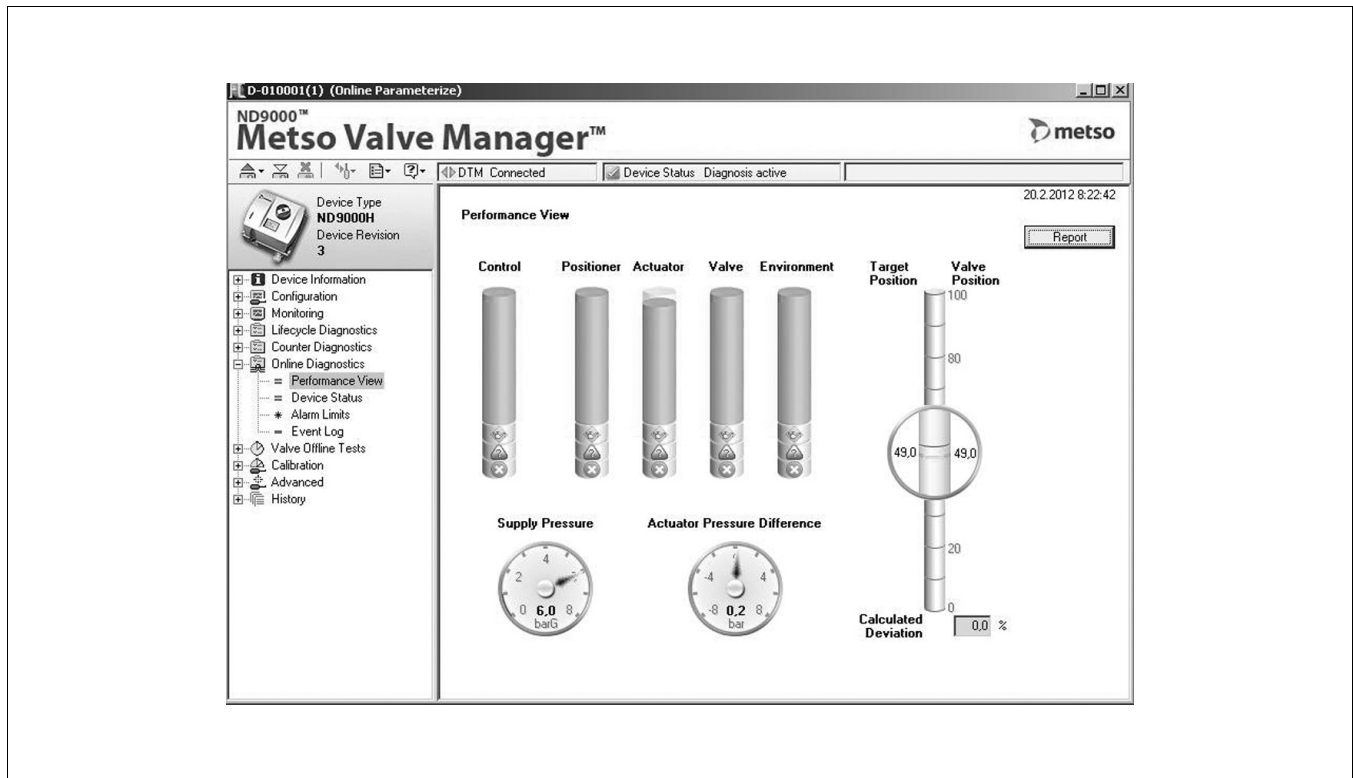 D-010001(1) (Online Parameterize)
ND9000™
Metso Valve Manager™
metso
DTM Connected
Device Status Diagnosis active
Device Type
ND9000H
Device Revision
3
Device Information
Configuration
Monitoring
Lifecycle Diagnostics
Counter Diagnostics
Online Diagnostics
Performance View
Device Status
Alarm Limits
Event Log
Valve Offline Tests
Calibration
Advanced
History
20.2.2012 8:22:42
Performance View
Report
Control Positioner Actuator Valve Environment
Target Position
Valve Position
100
80
49,0 49,0
20
0
Supply Pressure
0 2 4 8
6,0
barG
Actuator Pressure Difference
-8 -4 4 8
0,2
bar
Calculated Deviation
0,0 %